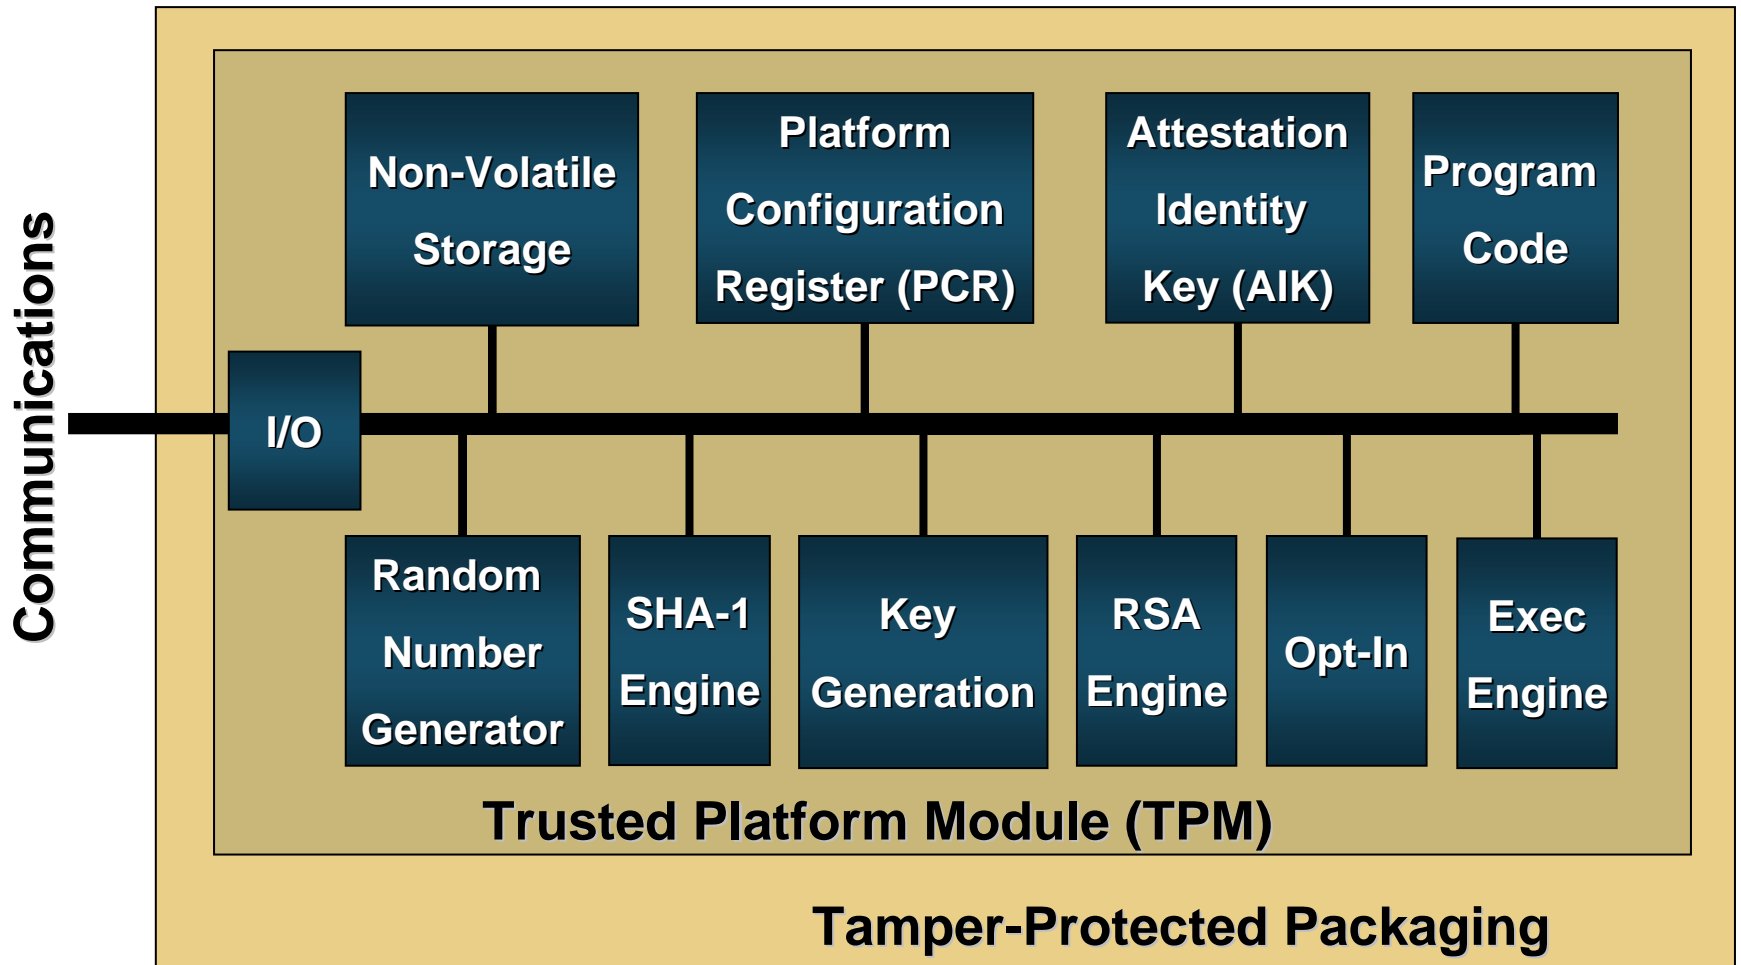 Non-Volatile
Storage
Platform
Configuration
Register (PCR)
Attestation
Identity
Key (AIK)
Program
Code
Communications
I/O
Random
Number
Generator
SHA-1
Engine
Key
Generation
RSA
Engine
Opt-In
Exec
Engine
Trusted Platform Module (TPM)
Tamper-Protected Packaging